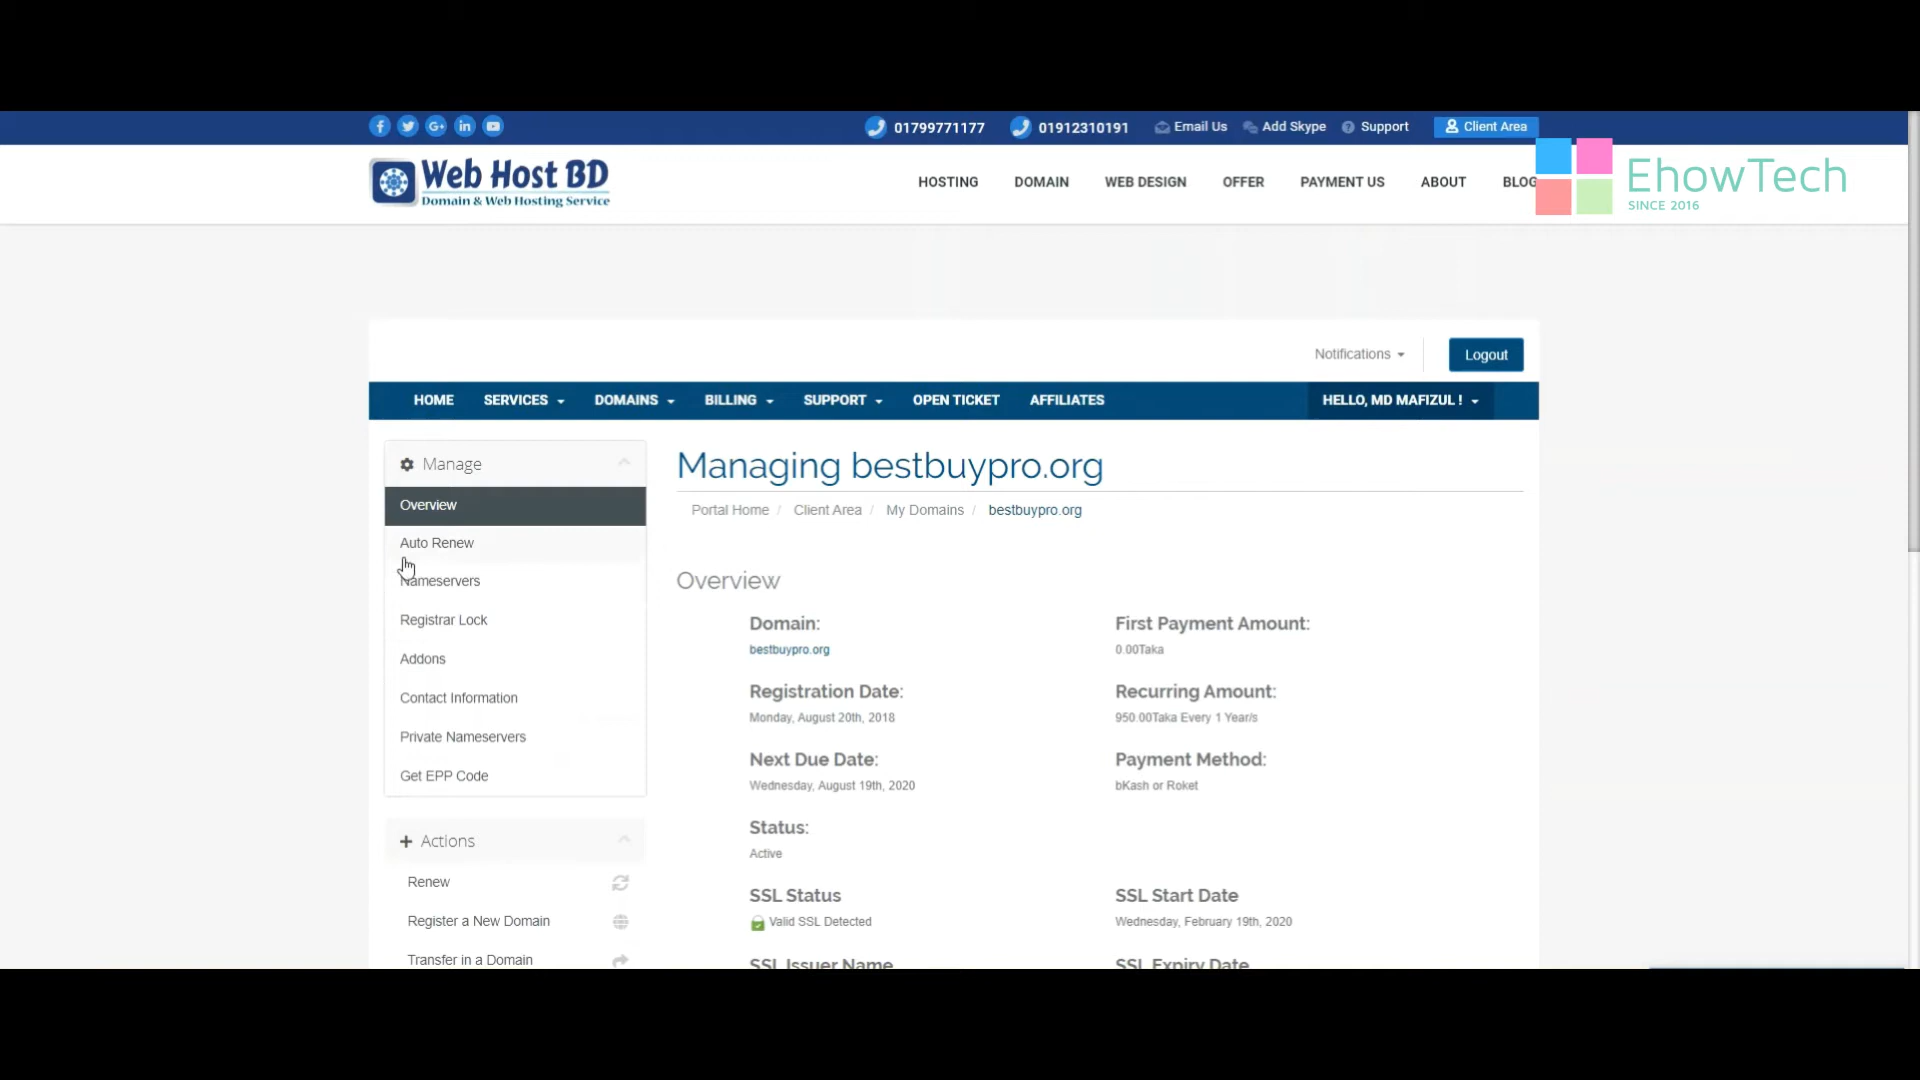 01799771177 01912310191 Email Us Add Skype Support Client Area
Web Host BD
Domain & Web Hosting Service
HOSTING DOMAIN WEB DESIGN OFFER PAYMENT US ABOUT BLOG
EhowTech
SINCE 2016
Notifications Logout
HOME SERVICES DOMAINS BILLING SUPPORT OPEN TICKET AFFILIATES HELLO, MD MAFIZUL !
Manage
Overview
Auto Renew
Nameservers
Registrar Lock
Addons
Contact Information
Private Nameservers
Get EPP Code
Actions
Renew
Register a New Domain
Transfer in a Domain
Managing bestbuypro.org
Portal Home / Client Area / My Domains / bestbuypro.org
Overview
Domain:
bestbuypro.org
First Payment Amount:
0.00Taka
Registration Date:
Monday, August 20th, 2018
Recurring Amount:
950.00Taka Every 1 Year/s
Next Due Date:
Wednesday, August 19th, 2020
Payment Method:
bKash or Roket
Status:
Active
SSL Status
Valid SSL Detected
SSL Start Date
Wednesday, February 19th, 2020
SSL Issuer Name
SSL Expiry Date